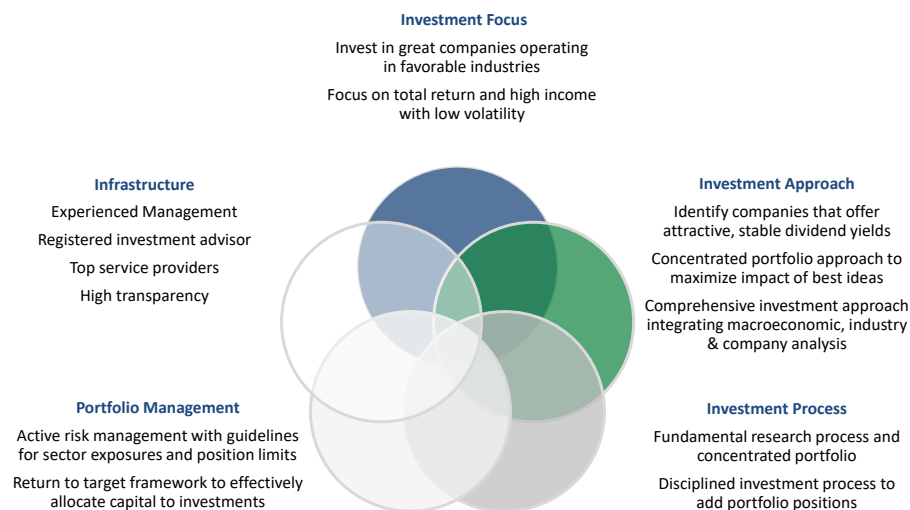 Investment Focus
Invest in great companies operating
in favorable industries
Focus on total return and high income
with low volatility
Infrastructure
Experienced Management
Registered investment advisor
Top service providers
High transparency
Investment Approach
Identify companies that offer
attractive, stable dividend yields
Concentrated portfolio approach to
maximize impact of best ideas
Comprehensive investment approach
integrating macroeconomic, industry
& company analysis
Portfolio Management
Active risk management with guidelines
for sector exposures and position limits
Return to target framework to effectively
allocate capital to investments
Investment Process
Fundamental research process and
concentrated portfolio
Disciplined investment process to
add portfolio positions